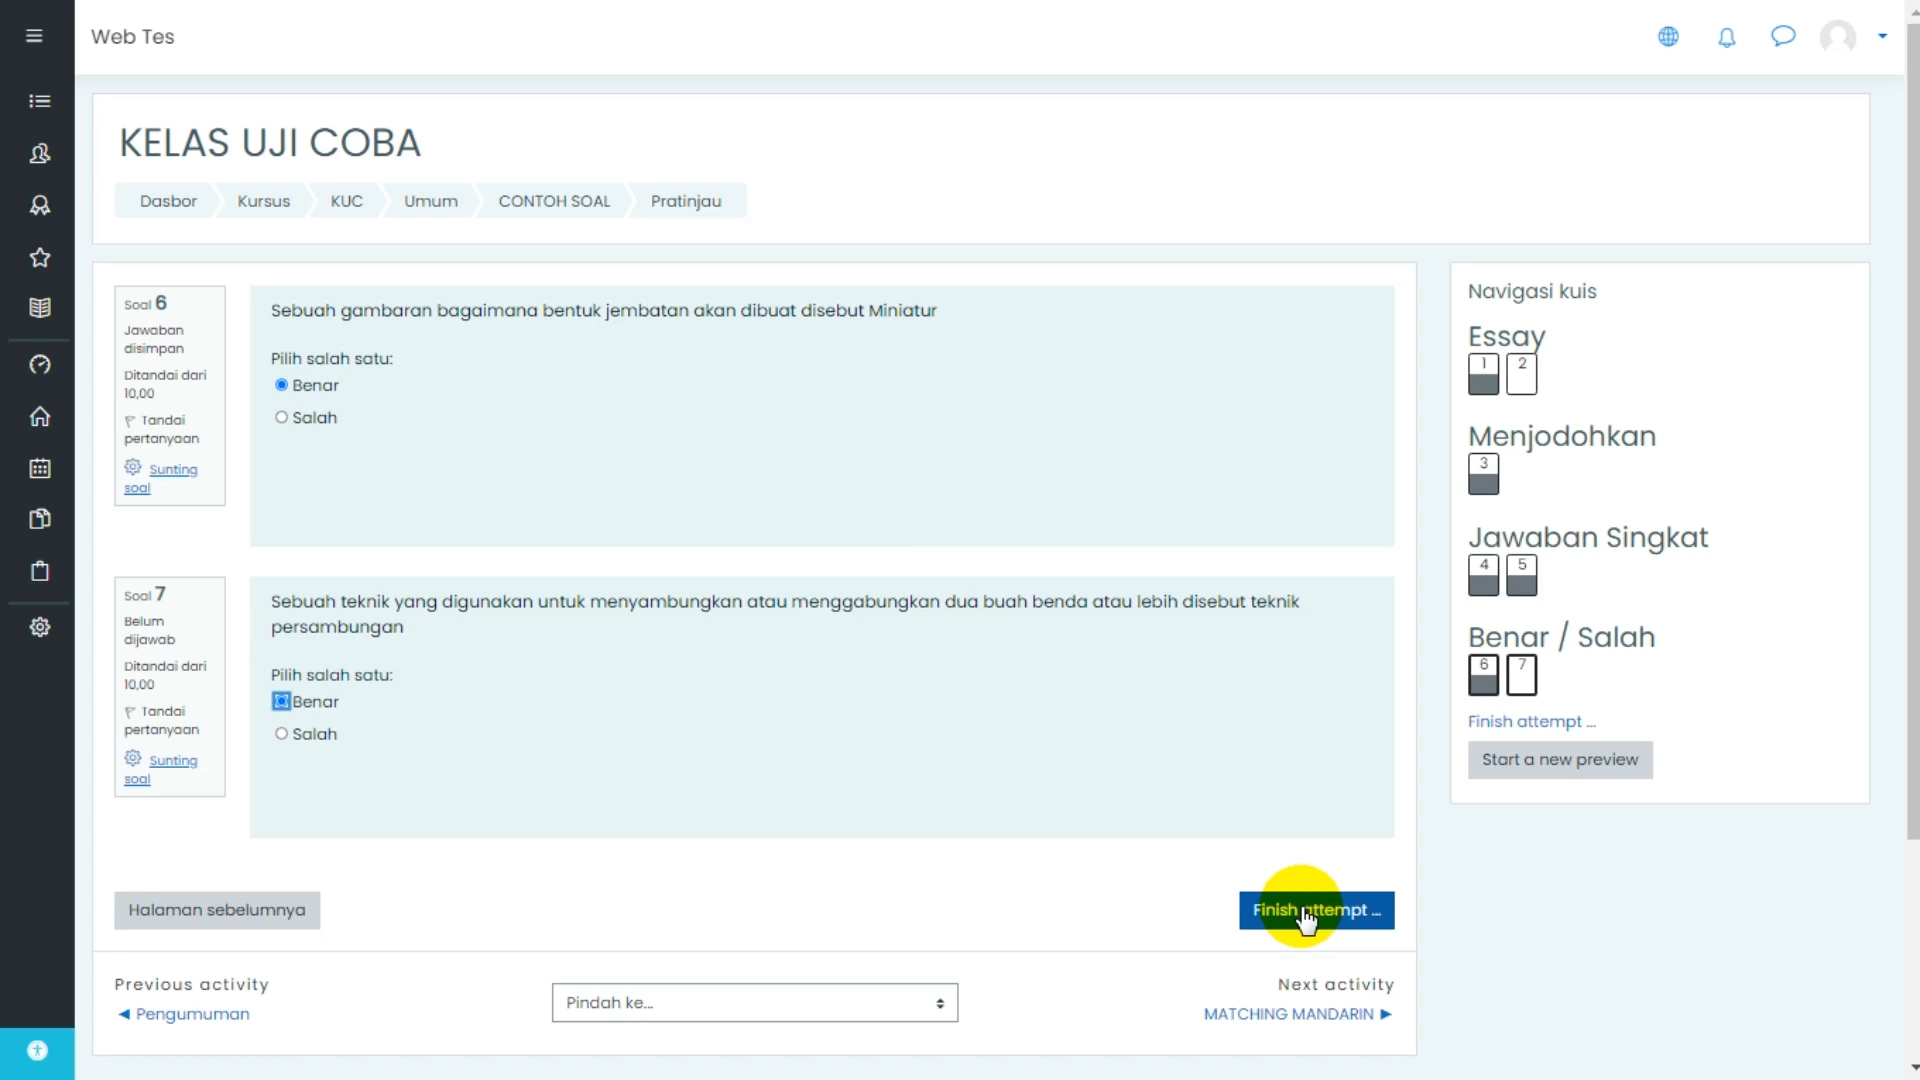 Web Tes
KELAS UJI COBA
Dasbor
Kursus
KUC
Umum
CONTOH SOAL
Pratinjau
Soal 6
Jawaban
disimpan
Ditandai dari
10,00
Tandai
pertanyaan
Sunting
soal
Sebuah gambaran bagaimana bentuk jembatan akan dibuat disebut Miniatur
Pilih salah satu:
Benar
Salah
Soal 7
Belum
dijawab
Ditandai dari
10,00
Tandai
pertanyaan
Sunting
soal
Sebuah teknik yang digunakan untuk menyambungkan atau menggabungkan dua buah benda atau lebih disebut teknik
persambungan
Pilih salah satu:
Benar
Salah
Halaman sebelumnya
Finish attempt ...
Previous activity
◄ Pengumuman
Pindah ke...
Next activity
MATCHING MANDARIN ►
Navigasi kuis
Essay
1 2
Menjodohkan
3
Jawaban Singkat
4 5
Benar / Salah
6 7
Finish attempt ...
Start a new preview